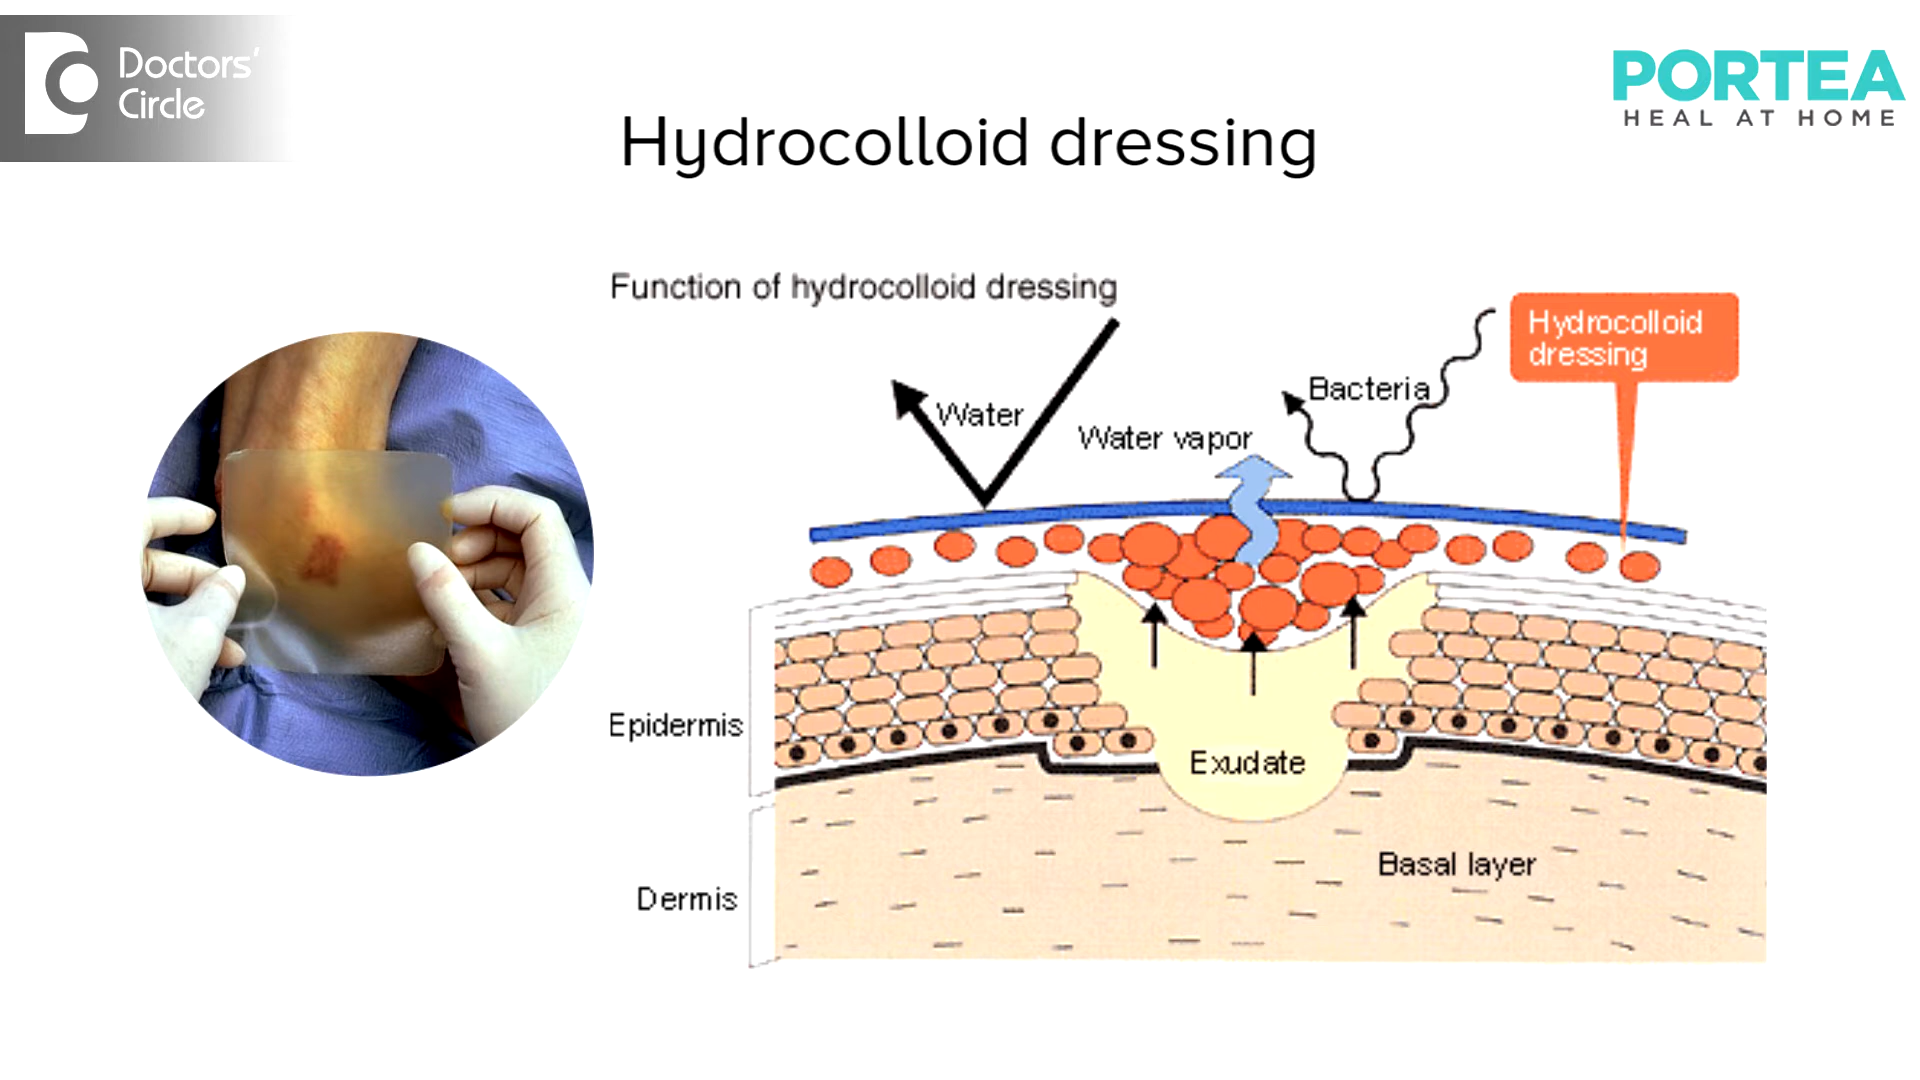 Doctors'
Circle
PORTEA
HEAL AT HOME
Hydrocolloid dressing
Function of hydrocolloid dressing
Hydrocolloid
dressing
Bacteria
Water
Water vapor
Epidermis
Exudate
Basal layer
Dermis